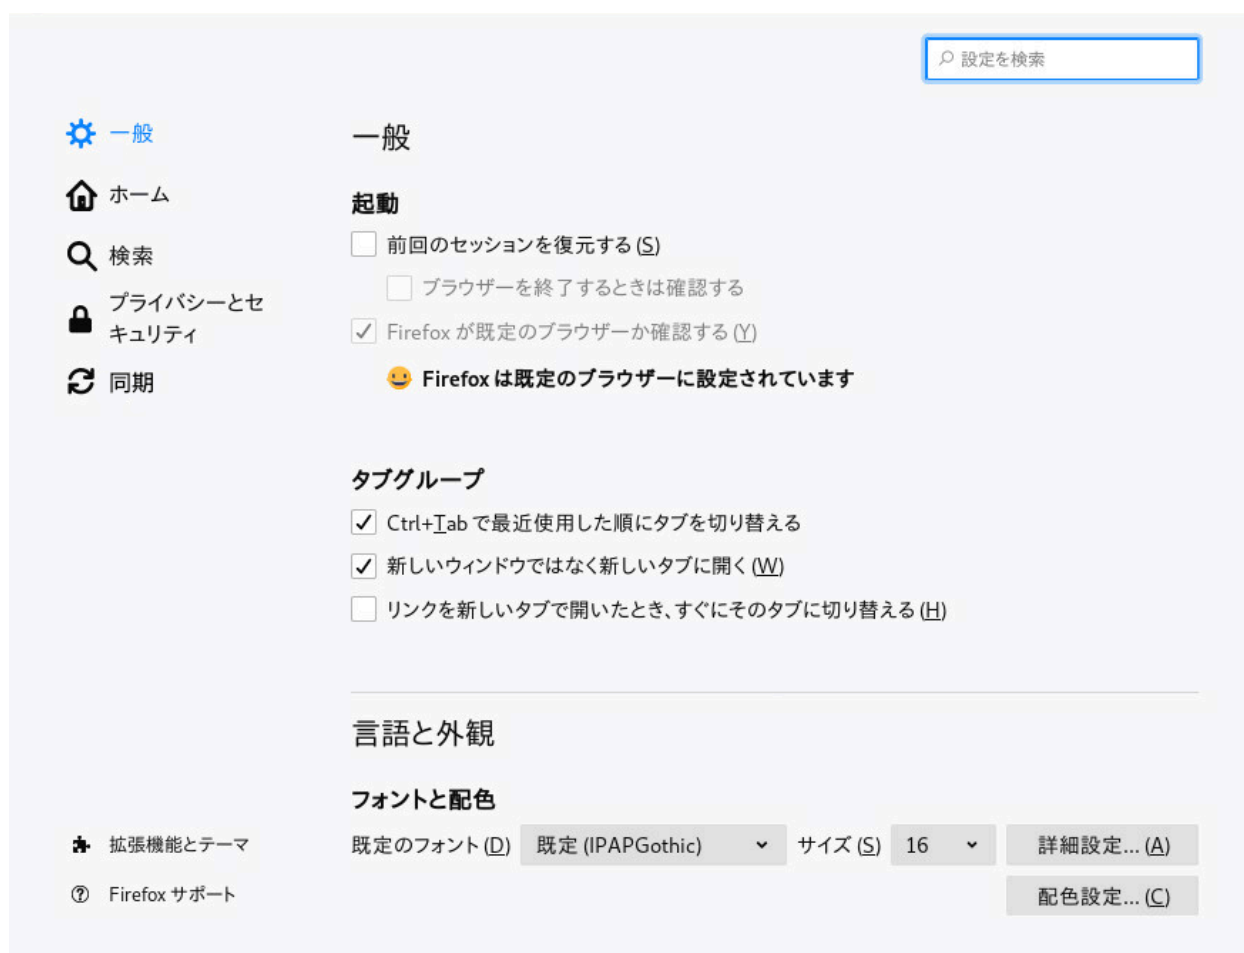 設定を検索
一般
ホーム
検索
プライバシーとセ
キュリティ
同期
一般
起動
前回のセッションを復元する (S)
ブラウザーを終了するときは確認する
Firefox が既定のブラウザーか確認する (Y)
Firefox は既定のブラウザーに設定されています
タブグループ
Ctrl+Tab で最近使用した順にタブを切り替える
新しいウィンドウではなく新しいタブに開く (W)
リンクを新しいタブで開いたとき、すぐにそのタブに切り替える (H)
言語と外観
フォントと配色
既定のフォント (D) 既定 (IPAPGothic) サイズ (S) 16 詳細設定... (A)
配色設定... (C)
拡張機能とテーマ
Firefox サポート